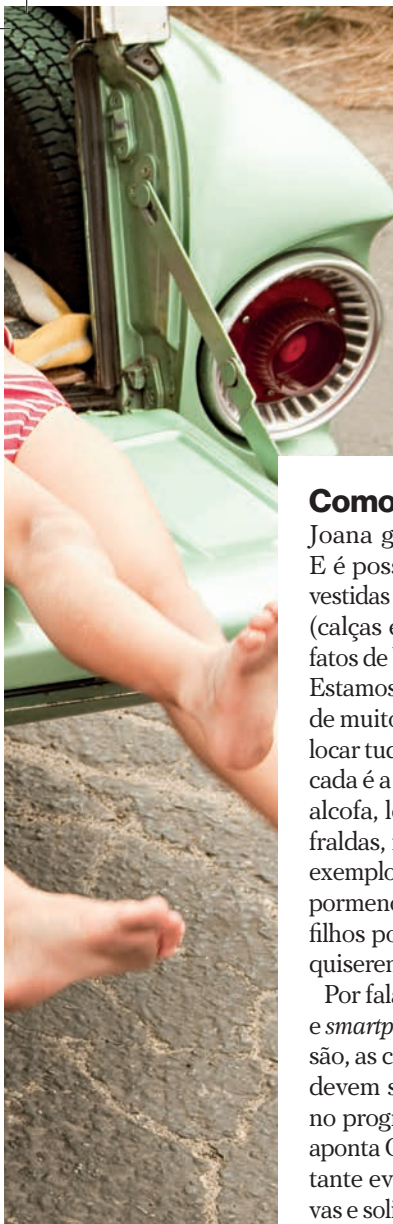 Como
Joana g
E é poss
vestidas
(calças e
fatos de
Estamos
de muito
locar tud
cada é a
alcofa, l
fraldas,
exemplo
pormeno
filhos po
quiserem
Por fala
e smartp
são, as c
devem s
no progr
aponta
tante ev
vas e soli